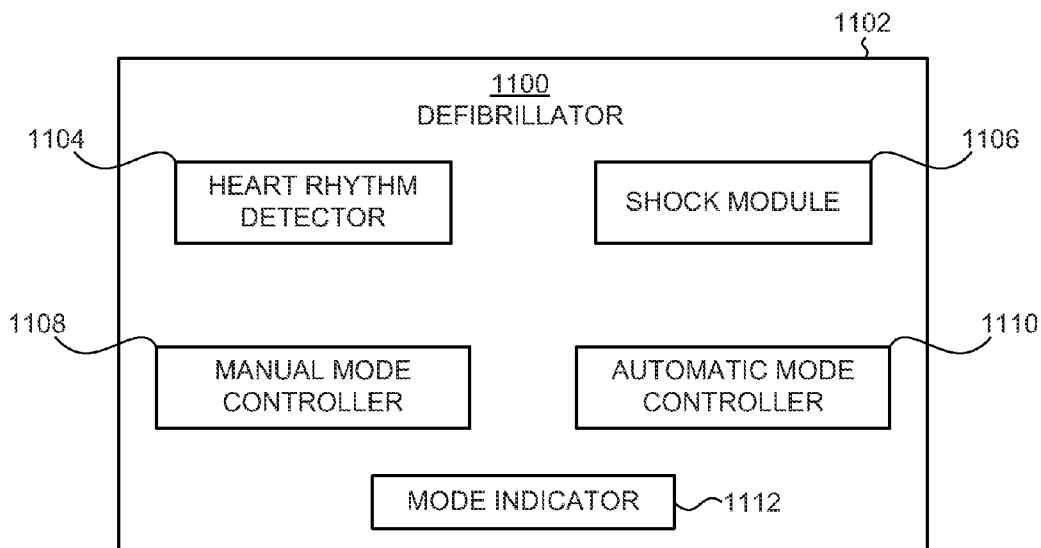 1102
1100
DEFIBRILLATOR
1104
1106
HEART RHYTHM
DETECTOR
SHOCK MODULE
1108
1110
MANUAL MODE
CONTROLLER
AUTOMATIC MODE
CONTROLLER
MODE INDICATOR
1112